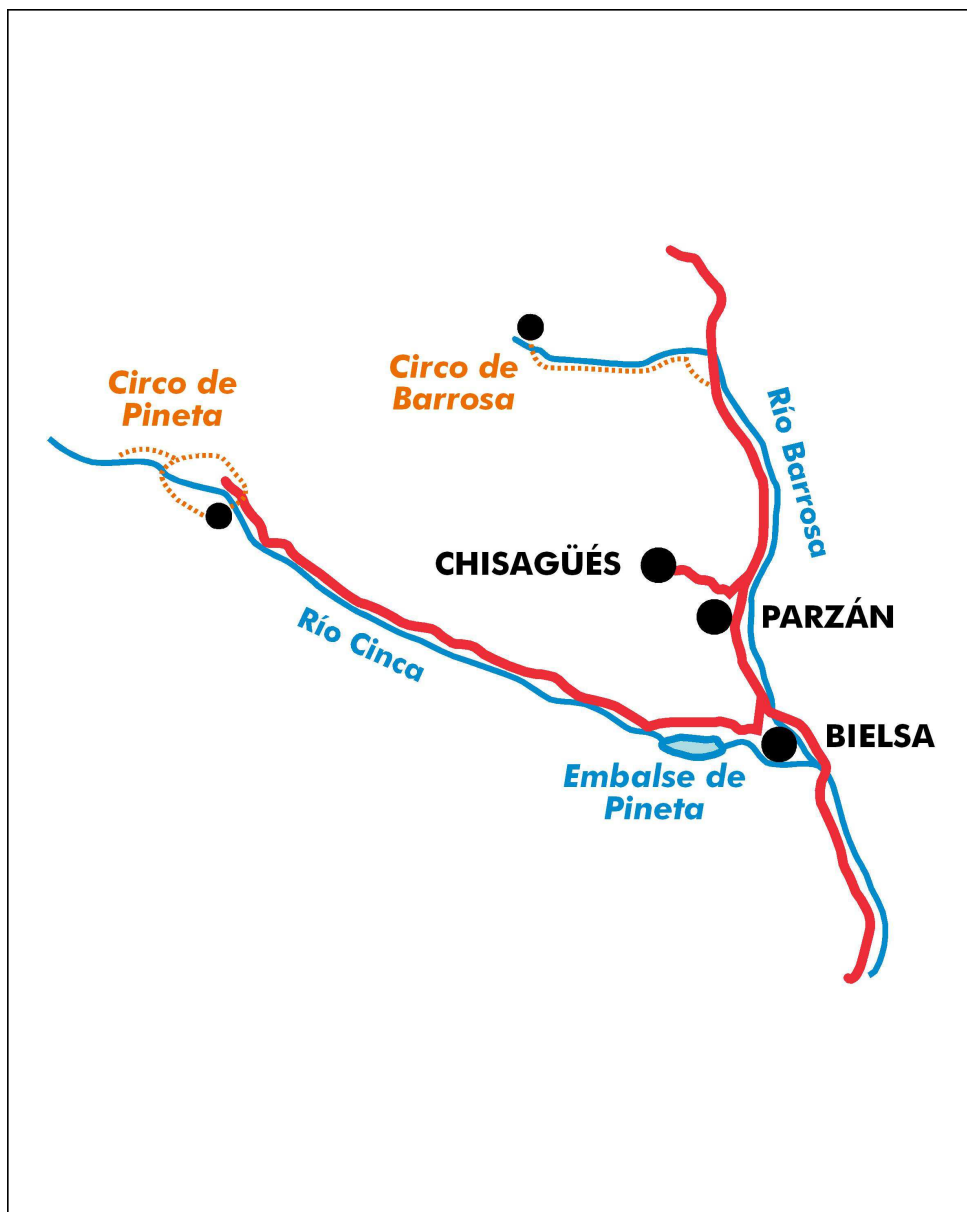 Circo de
Pineta
Circo de
Barrosa
Río Barrosa
CHISAGÜÉS
PARZÁN
Río Cinca
BIELSA
Embalse de
Pineta